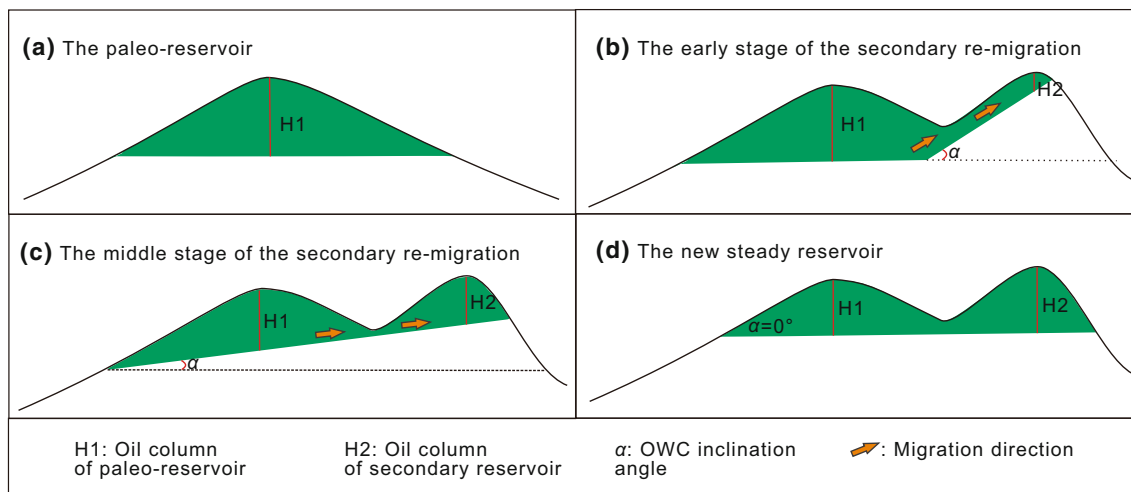 (a) The paleo-reservoir
H1
(b) The early stage of the secondary re-migration
H1
H2
α
(c) The middle stage of the secondary re-migration
H1
H2
α
(d) The new steady reservoir
H1
H2
α=0°
H1: Oil column
of paleo-reservoir
H2: Oil column
of secondary reservoir
α: OWC inclination
angle
: Migration direction